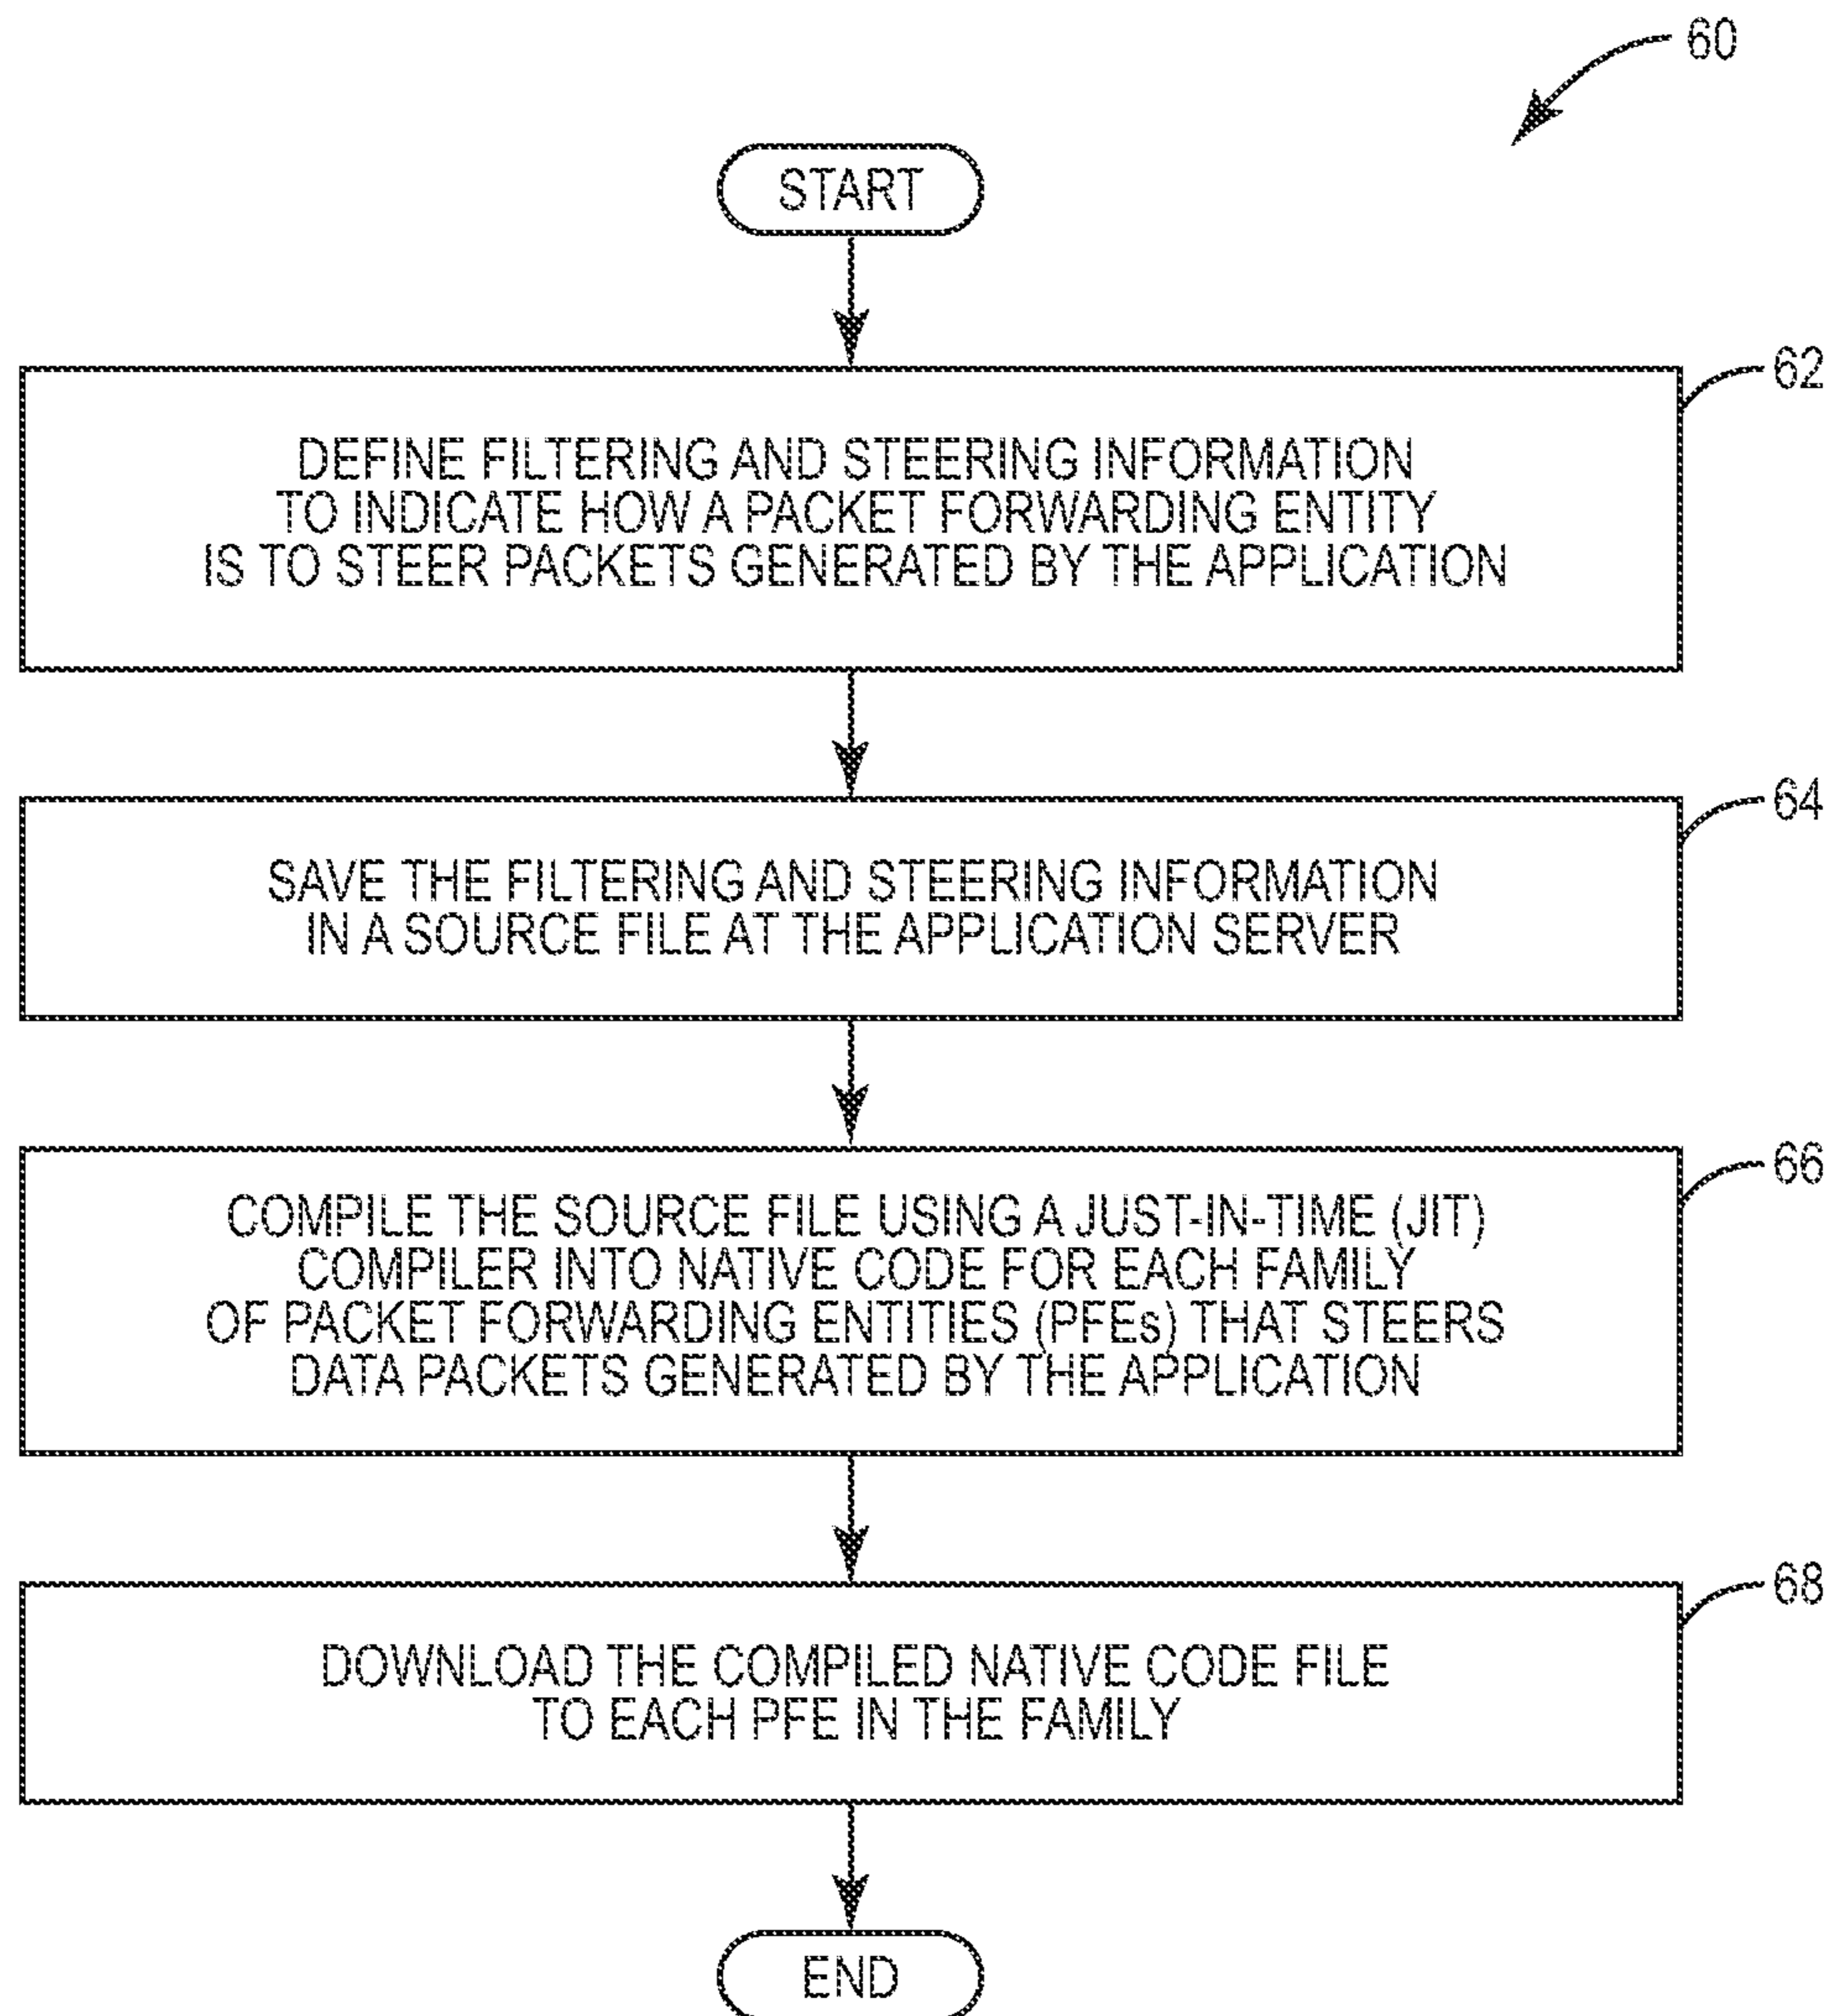 60
START
62
DEFINE FILTERING AND STEERING INFORMATION
TO INDICATE HOW A PACKET FORWARDING ENTITY
IS TO STEER PACKETS GENERATED BY THE APPLICATION
64
SAVE THE FILTERING AND STEERING INFORMATION
IN A SOURCE FILE AT THE APPLICATION SERVER
66
COMPILE THE SOURCE FILE USING A JUST-IN-TIME (JIT)
COMPILER INTO NATIVE CODE FOR EACH FAMILY
OF PACKET FORWARDING ENTITIES (PFEs) THAT STEERS
DATA PACKETS GENERATED BY THE APPLICATION
68
DOWNLOAD THE COMPILED NATIVE CODE FILE
TO EACH PFE IN THE FAMILY
END